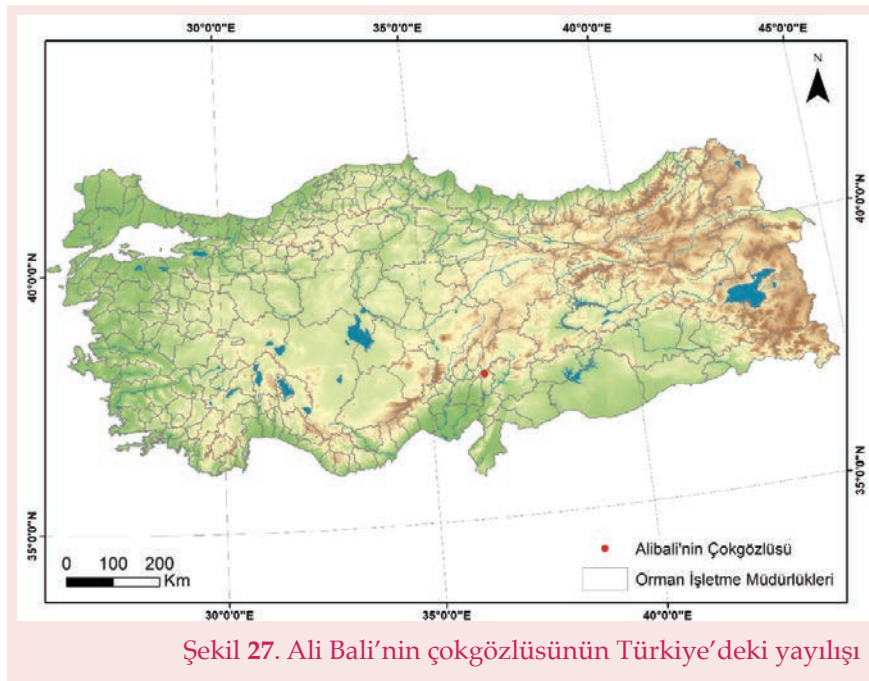 30°0'0"E 35°0'0"E 40°0'0"E 45°0'0"E
N
40°0'0"N
40°0'0"N
35°0'0"N
35°0'0"N
Alibali'nin Çokgözlüsü
Orman İşletme Müdürlükleri
0 100 200
Km
30°0'0"E 35°0'0"E 40°0'0"E
Şekil 27. Ali Bali’nin çokgözlüsünün Türkiye’deki yayılışı